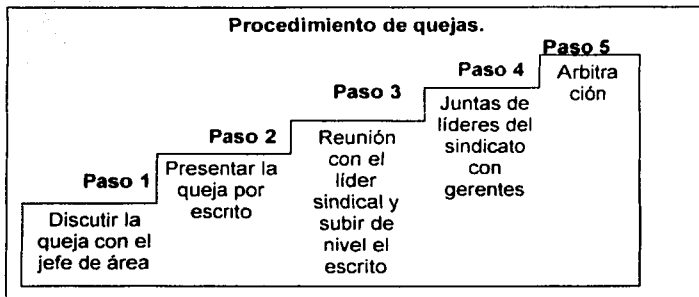 Procedimiento de quejas.
Paso 1
Discutir la
queja con el
jefe de área
Paso 2
Presentar la
queja por
escrito
Paso 3
Reunión
con el
líder
sindical y
subir de
nivel el
escrito
Paso 4
Juntas de
líderes del
sindicato
con
gerentes
Paso 5
Arbitra
ción